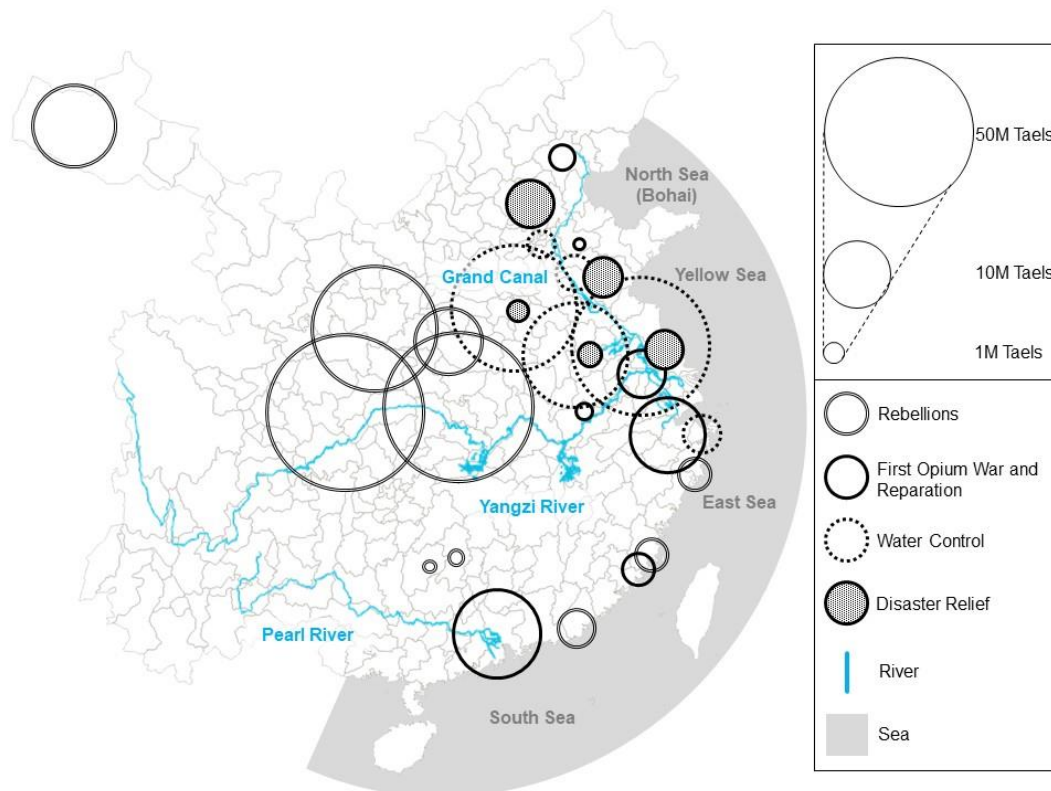 North Sea
(Bohai)
Grand Canal
Yellow Sea
Yangzi River
East Sea
Pearl River
South Sea
50M Taels
10M Taels
1M Taels
Rebellions
First Opium War and
Reparation
Water Control
Disaster Relief
River
Sea